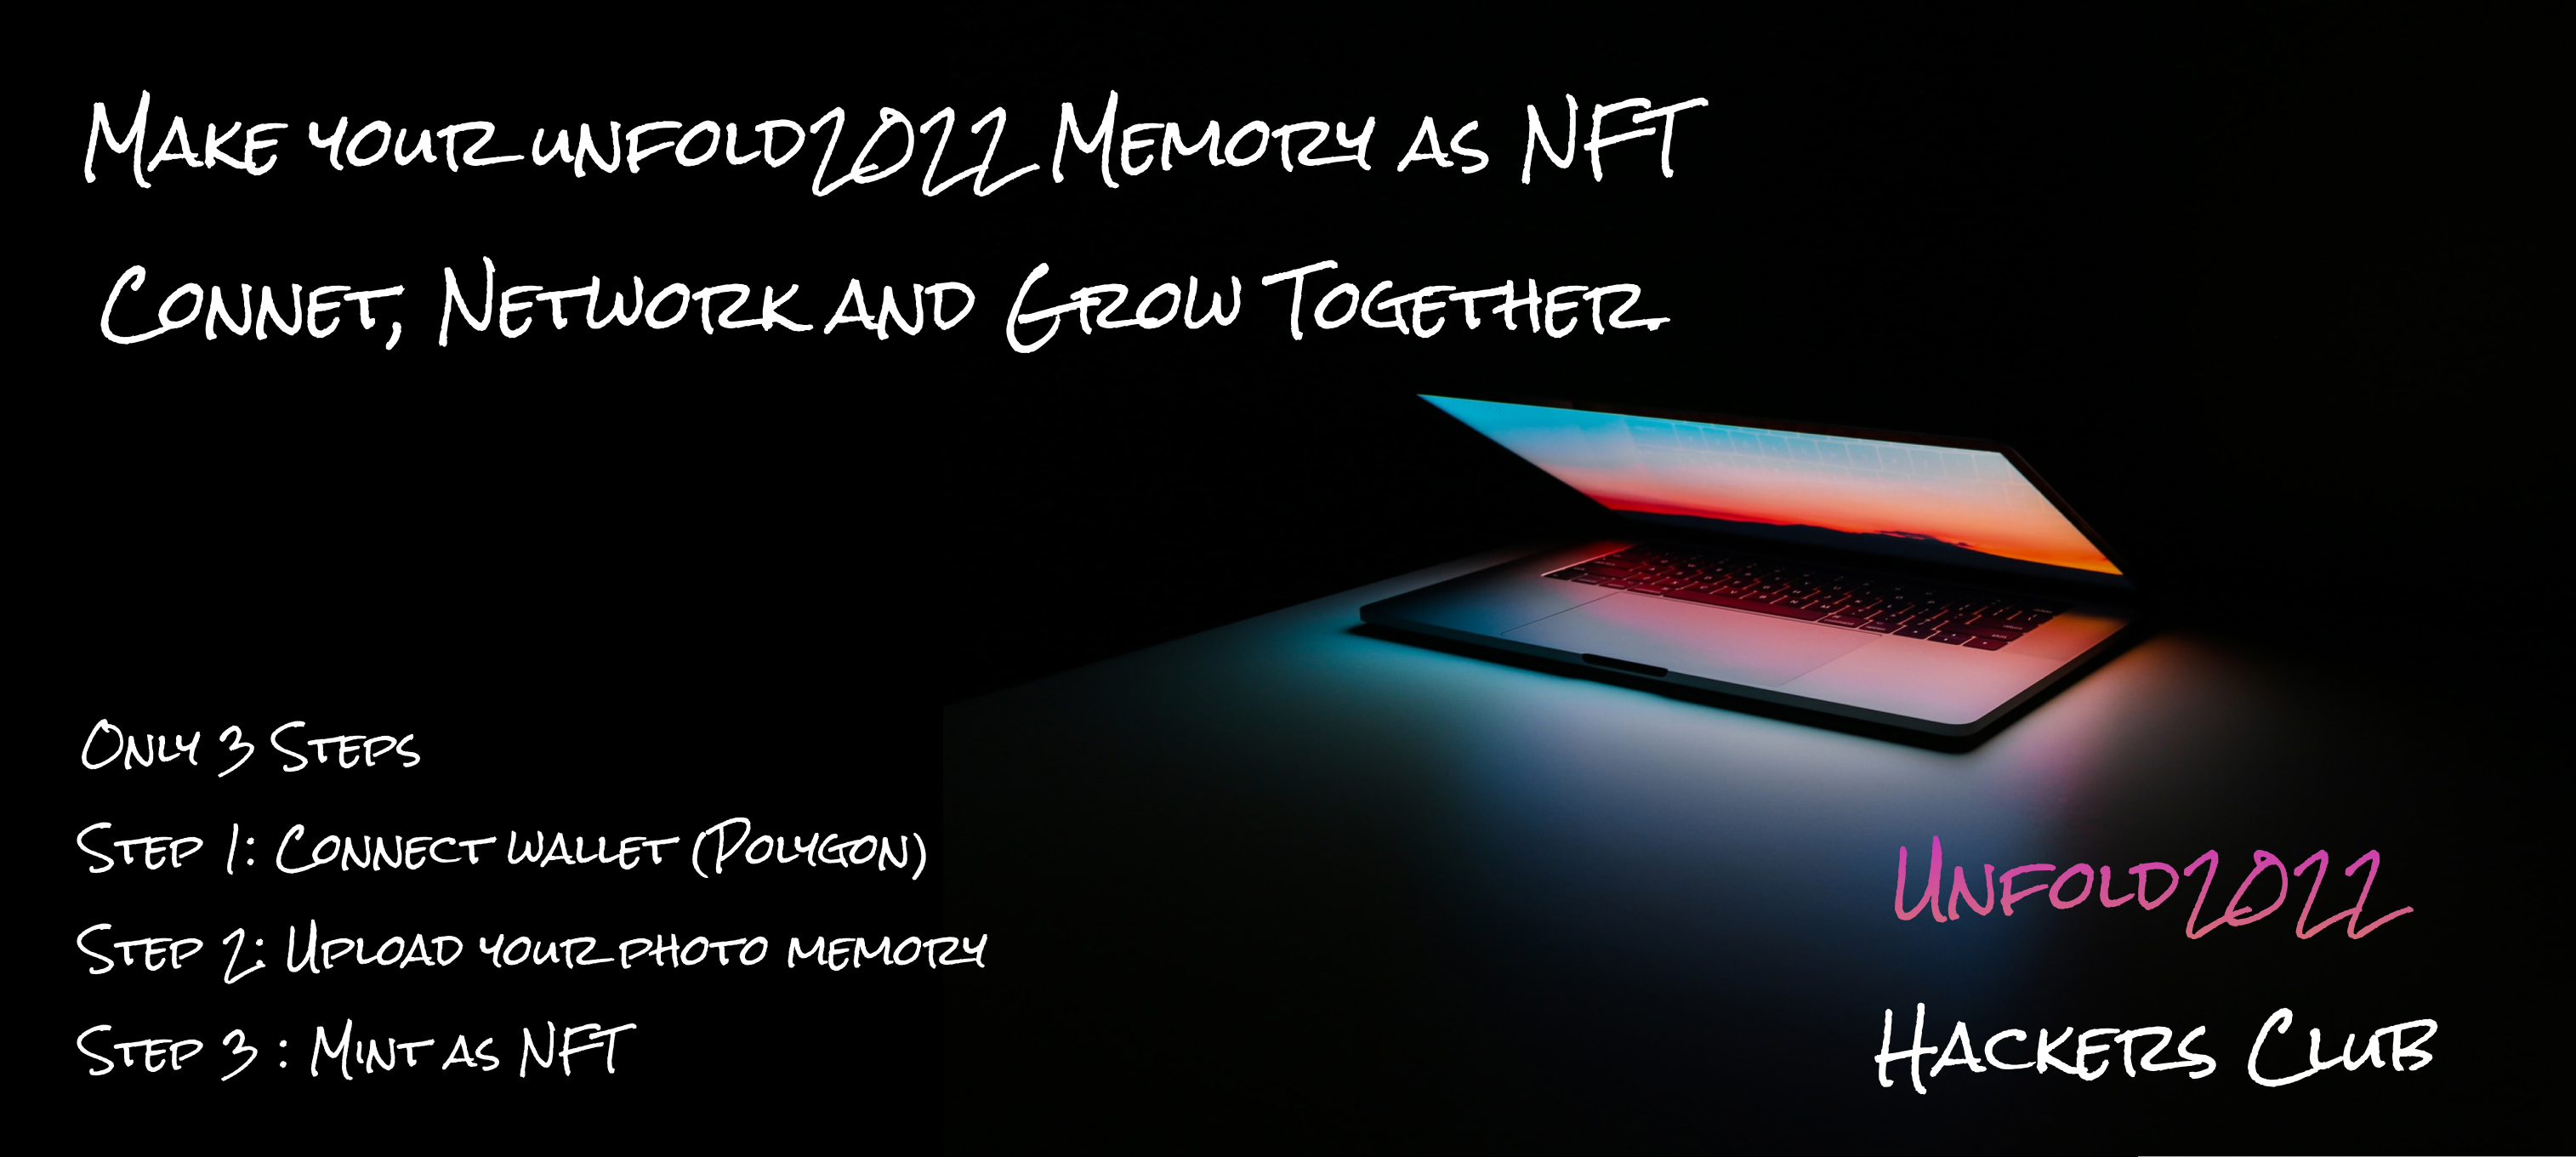 Make your unfold2022 Memory as NFT
Connet, Network and Grow Together.
Only 3 Steps
Step 1: Connect wallet (Polygon)
Step 2: Upload your photo memory
Step 3 : Mint as NFT
Unfold2022
Hackers Club